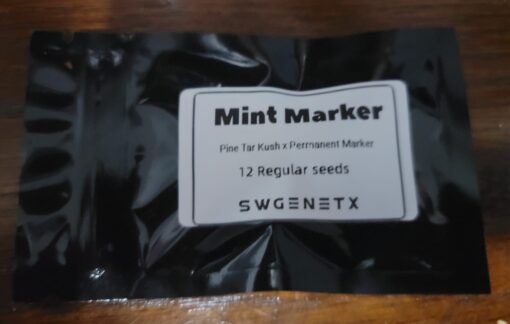 Mint Marker
Pine Tar Kush x Permanent Marker
12 Regular seeds
SWGENETX